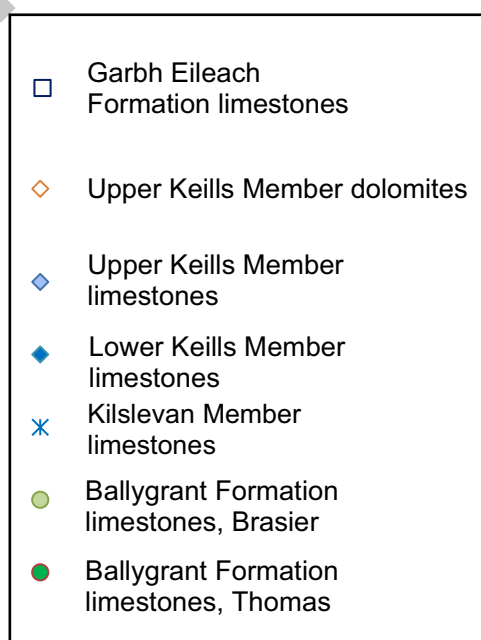 Garbh Eileach
Formation limestones
Upper Keills Member dolomites
Upper Keills Member
limestones
Lower Keills Member
limestones
Kilslevan Member
limestones
Ballygrant Formation
limestones, Brasier
Ballygrant Formation
limestones, Thomas